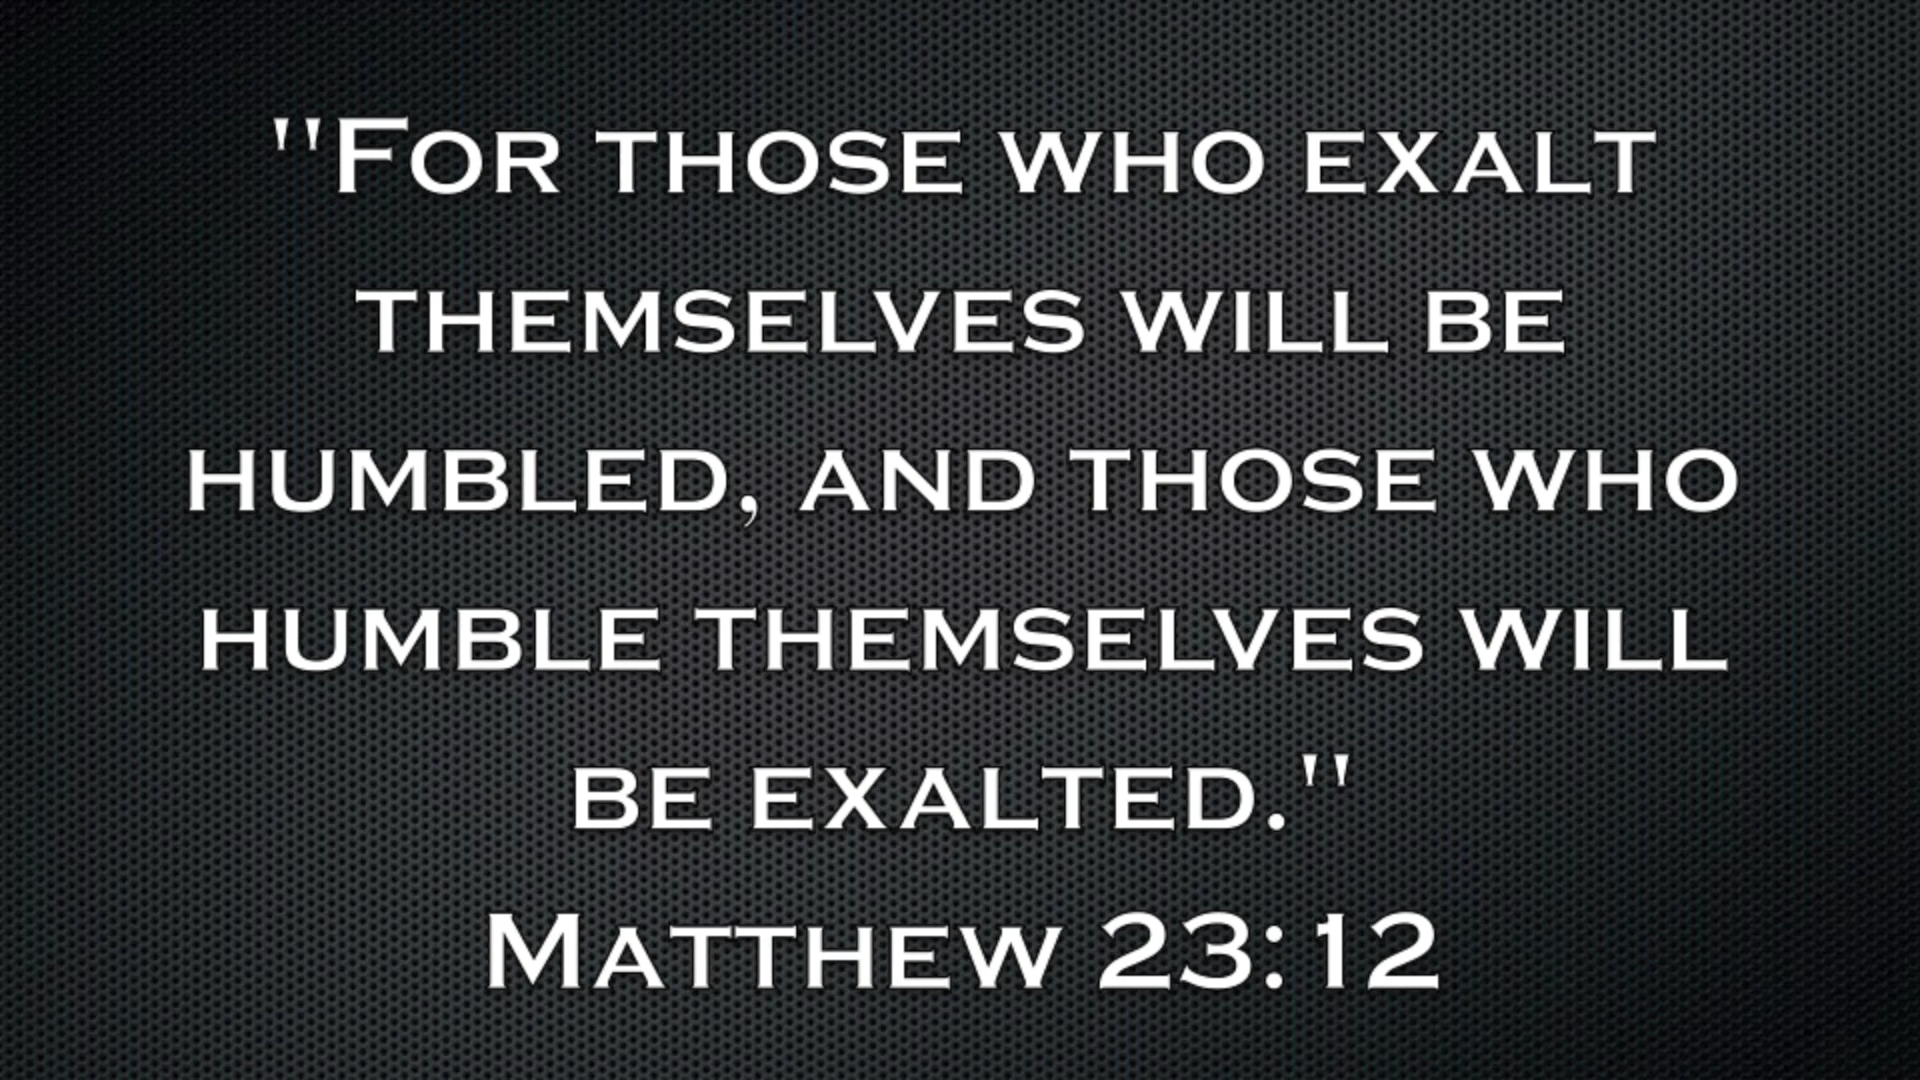 "For those who exalt
themselves will be
humbled, and those who
humble themselves will
be exalted."
Matthew 23:12